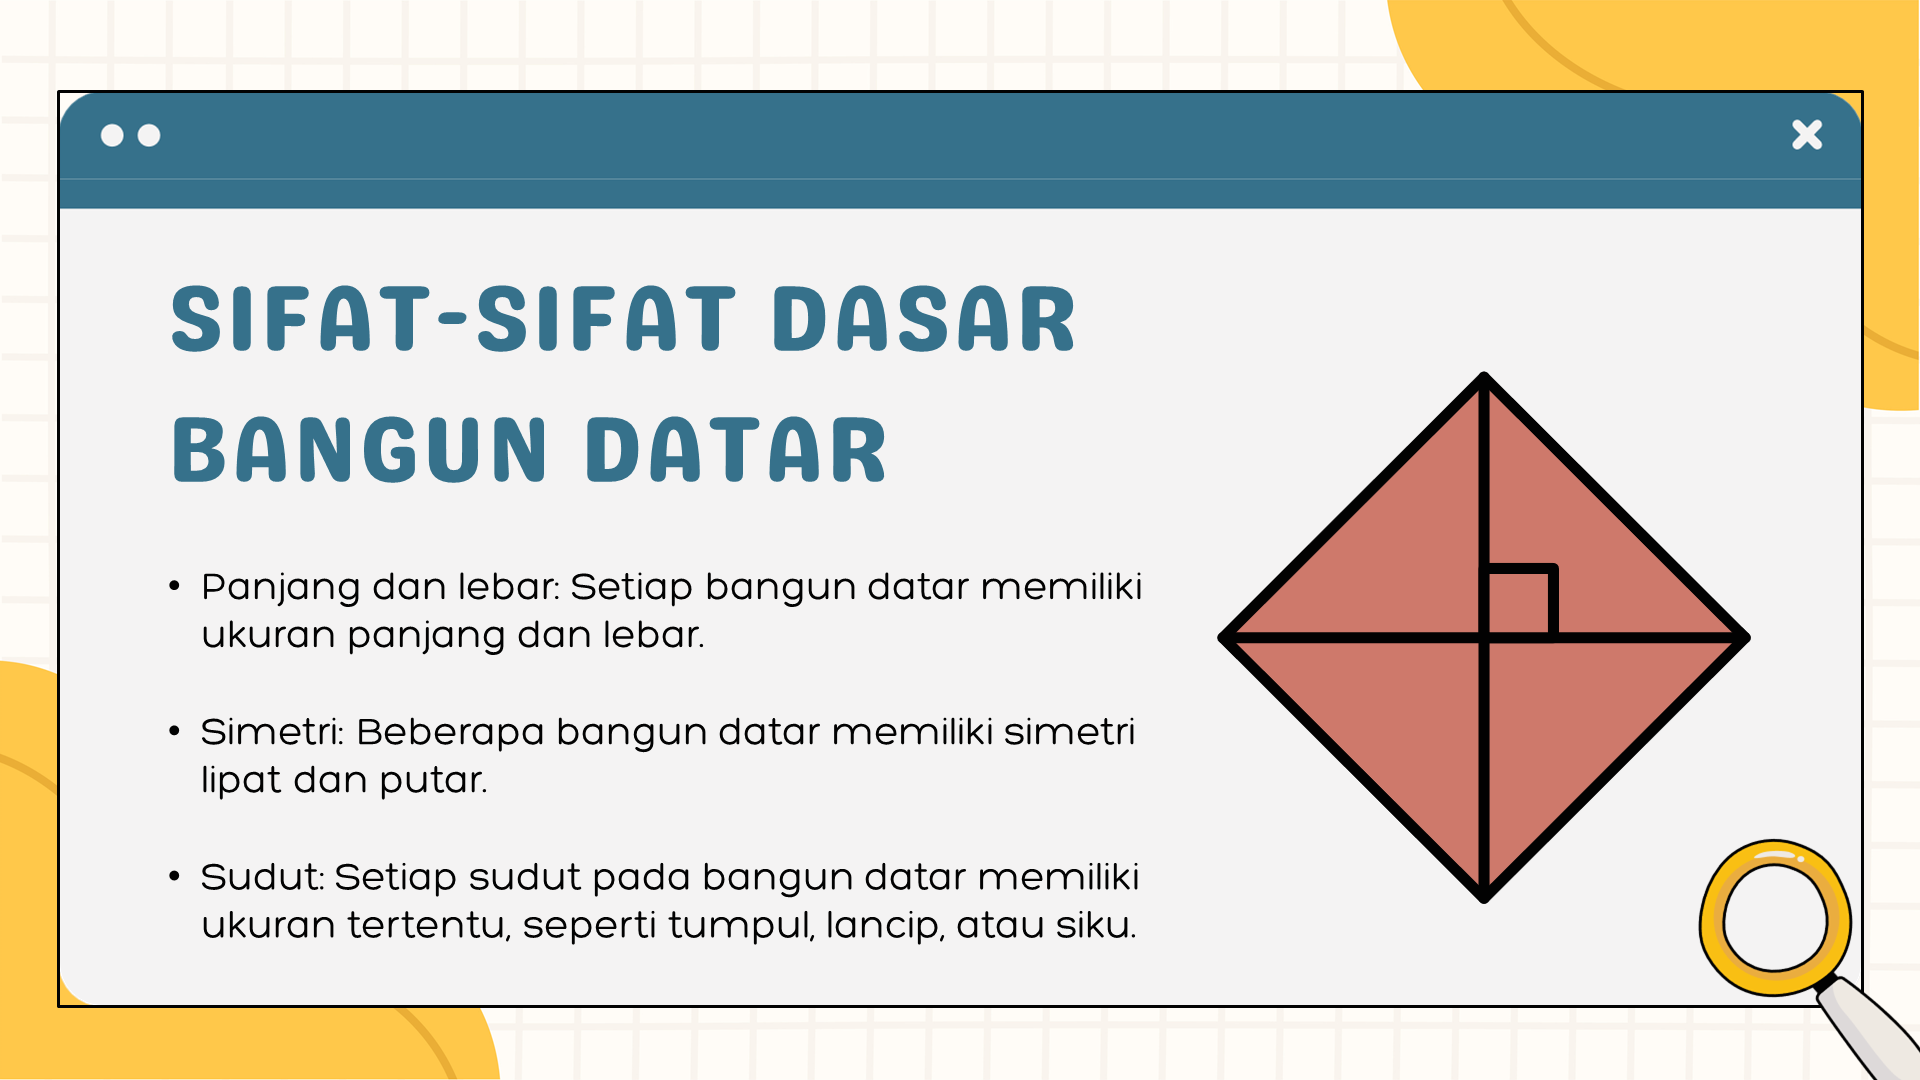 SIFAT-SIFAT DASAR
BANGUN DATAR
• Panjang dan lebar: Setiap bangun datar memiliki
ukuran panjang dan lebar.
• Simetri: Beberapa bangun datar memiliki simetri
lipat dan putar.
• Sudut: Setiap sudut pada bangun datar memiliki
ukuran tertentu, seperti tumpul, lancip, atau siku.